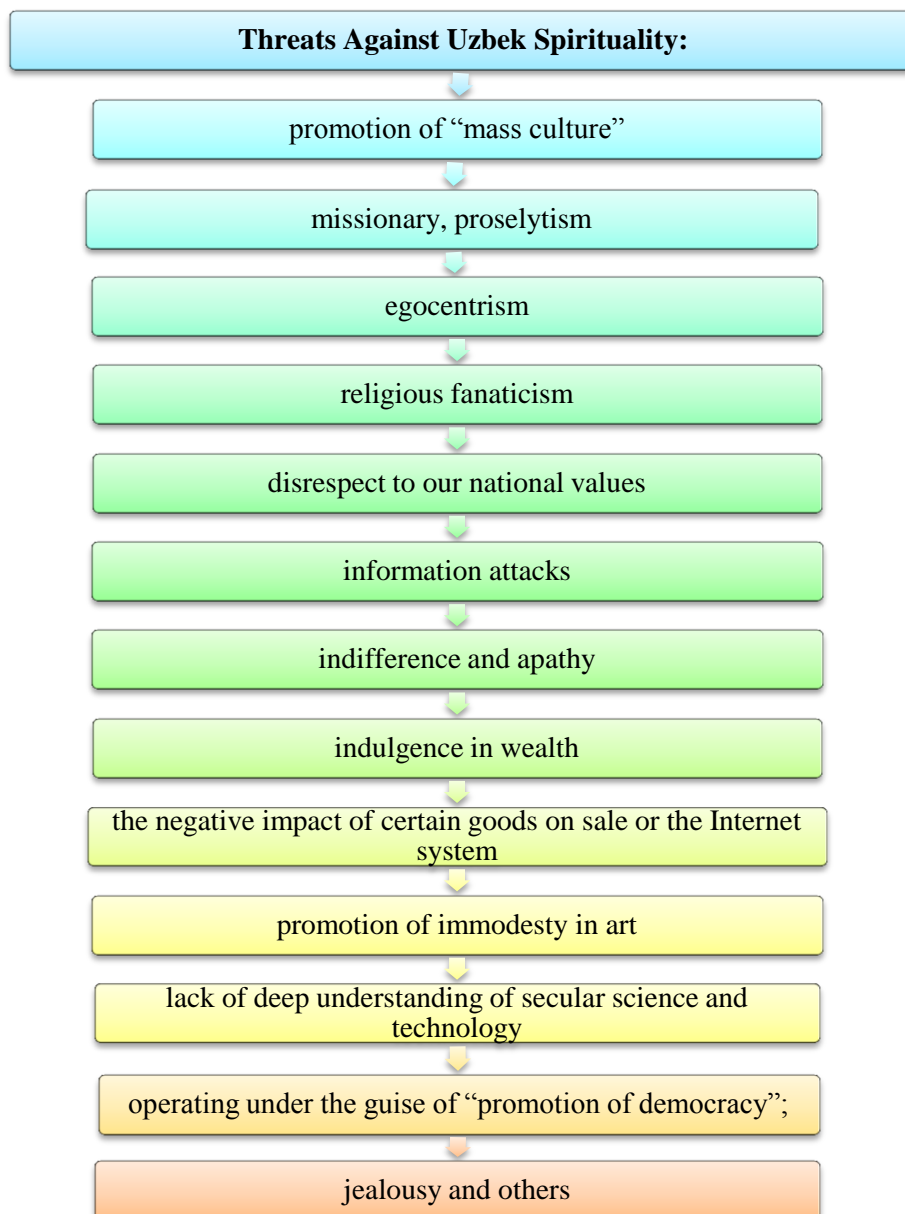 Threats Against Uzbek Spirituality:
promotion of “mass culture”
missionary, proselytism
egocentrism
religious fanaticism
disrespect to our national values
information attacks
indifference and apathy
indulgence in wealth
the negative impact of certain goods on sale or the Internet
system
promotion of immodesty in art
lack of deep understanding of secular science and
technology
operating under the guise of “promotion of democracy”;
jealousy and others